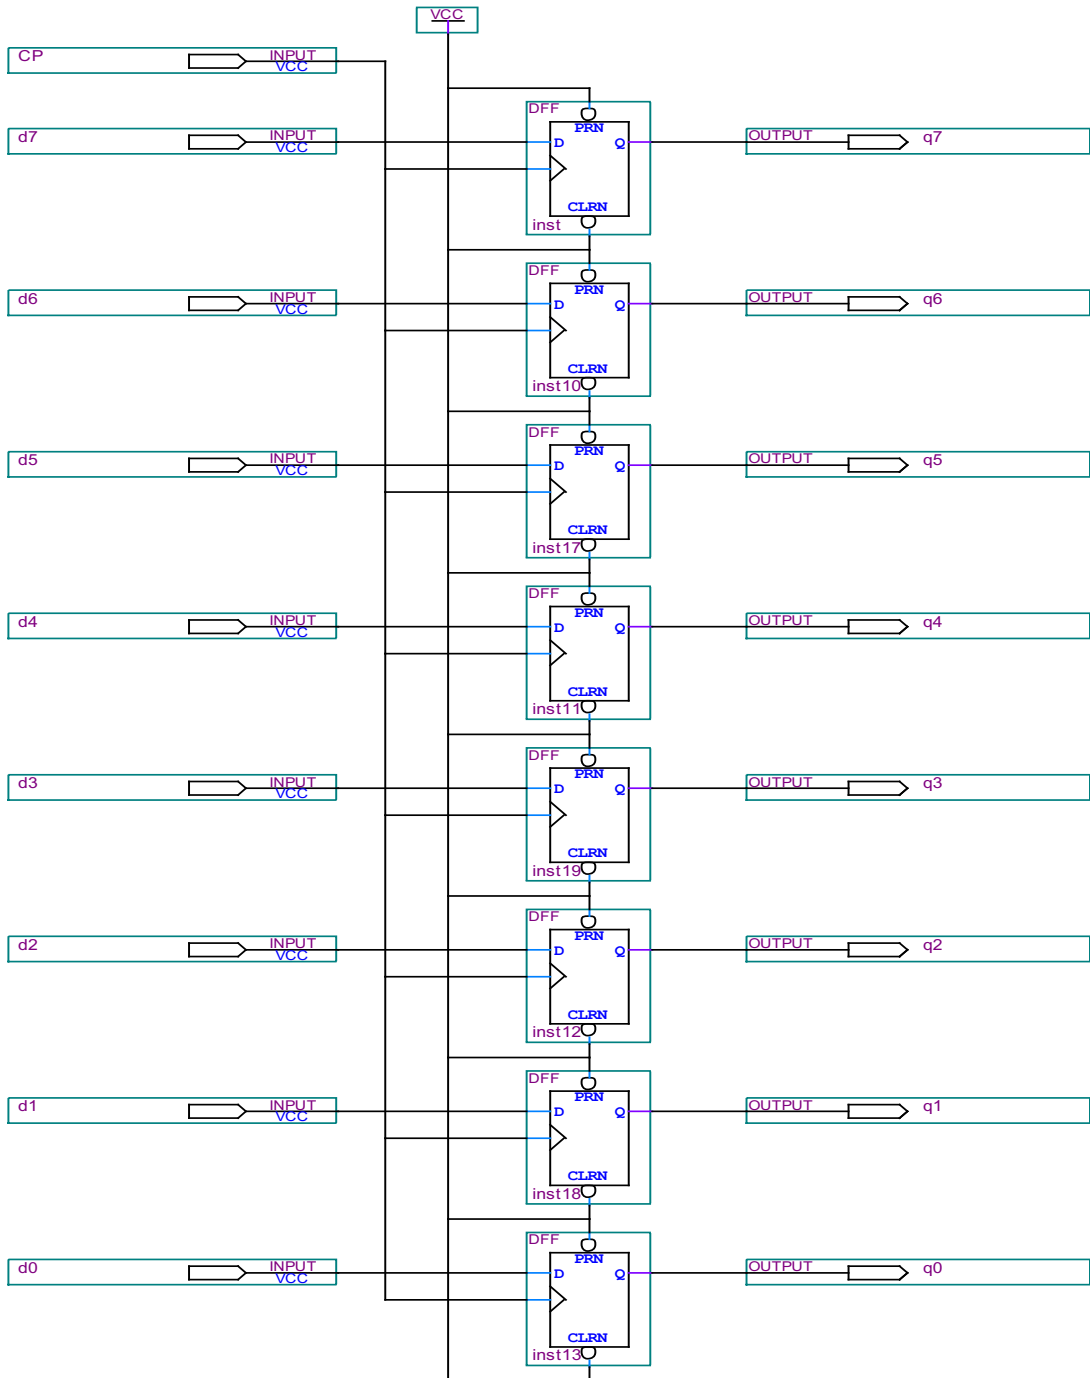 VCC
CP INPUT
VCC
DFF
PRN
d7 INPUT D Q OUTPUT q7
VCC
CLRN
inst
DFF
PRN
d6 INPUT D Q OUTPUT q6
VCC
CLRN
inst10
DFF
PRN
d5 INPUT D Q OUTPUT q5
VCC
CLRN
inst17
DFF
PRN
d4 INPUT D Q OUTPUT q4
VCC
CLRN
inst11
DFF
PRN
d3 INPUT D Q OUTPUT q3
VCC
CLRN
inst19
DFF
PRN
d2 INPUT D Q OUTPUT q2
VCC
CLRN
inst12
DFF
PRN
d1 INPUT D Q OUTPUT q1
VCC
CLRN
inst18
DFF
PRN
d0 INPUT D Q OUTPUT q0
VCC
CLRN
inst13